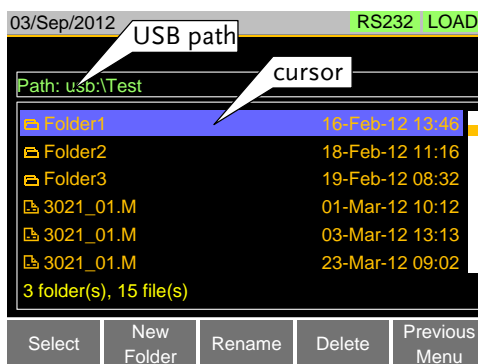 03/Sep/2012 RS232 LOAD
USB path
cursor
Path: usb:\Test
Folder1 16-Feb-12 13:46
Folder2 18-Feb-12 11:16
Folder3 19-Feb-12 08:32
3021_01.M 01-Mar-12 10:12
3021_01.M 03-Mar-12 13:13
3021_01.M 23-Mar-12 09:02
3 folder(s), 15 file(s)
Select New Folder Rename Delete Previous Menu